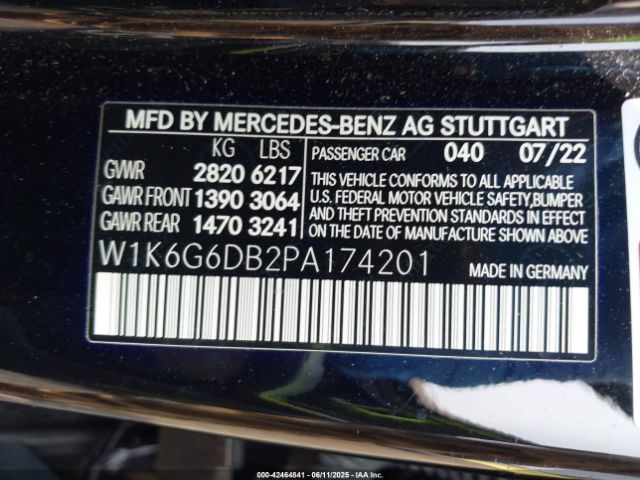 MFD BY MERCEDES-BENZ AG STUTTGART
KG LBS
GVWR 2820 6217
GAWR FRONT 1390 3064
GAWR REAR 1470 3241
PASSENGER CAR 040 07/22
THIS VEHICLE CONFORMS TO ALL APPLICABLE
U.S. FEDERAL MOTOR VEHICLE SAFETY,BUMPER
AND THEFT PREVENTION STANDARDS IN EFFECT
ON THE DATE OF MANUFACTURE SHOWN ABOVE.
W1K6G6DB2PA174201
MADE IN GERMANY
000-42464841 - 06/11/2025 - IAAI.com